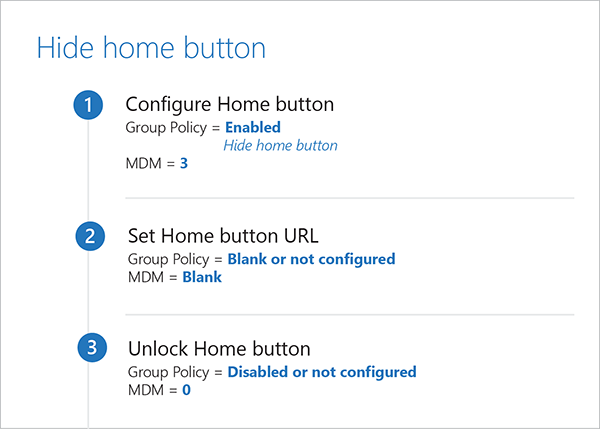 Hide home button
1
Configure Home button
Group Policy = Enabled
Hide home button
MDM = 3
2
Set Home button URL
Group Policy = Blank or not configured
MDM = Blank
3
Unlock Home button
Group Policy = Disabled or not configured
MDM = 0